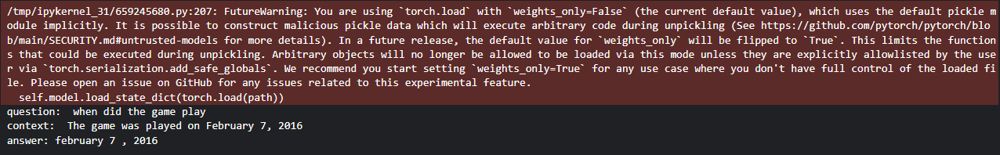 /tmp/ipykernel_31/659245680.py:207: FutureWarning: You are using `torch.load` with `weights_only=False` (the current default value), which uses the default pickle m
odule implicitly. It is possible to construct malicious pickle data which will execute arbitrary code during unpickling (See https://github.com/pytorch/pytorch/blo
b/main/SECURITY.md#untrusted-models for more details). In a future release, the default value for `weights_only` will be flipped to `True`. This limits the function
s that could be executed during unpickling. Arbitrary objects will no longer be allowed to be loaded via this mode unless they are explicitly allowlisted by the use
r via `torch.serialization.add_safe_globals`. We recommend you start setting `weights_only=True` for any use case where you don't have full control of the loaded fi
le. Please open an issue on GitHub for any issues related to this experimental feature.
  self.model.load_state_dict(torch.load(path))
question:  when did the game play
context:  The game was played on February 7, 2016
answer: february 7 , 2016